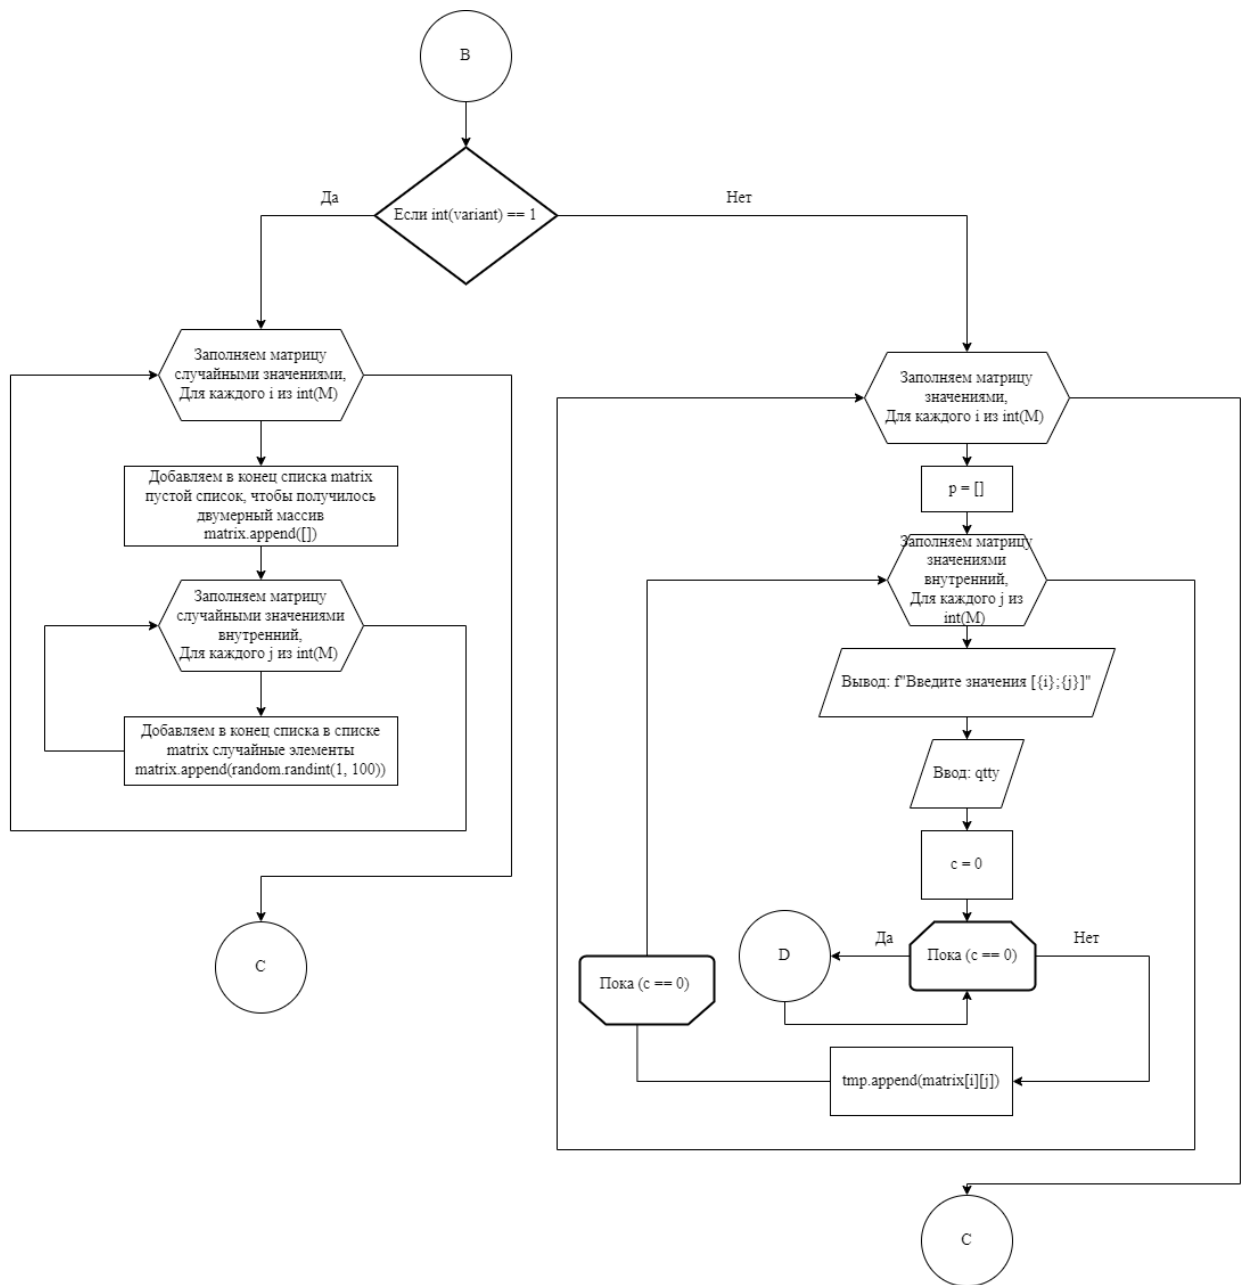 B
Да
Если int(variant) == 1
Нет
Заполняем матрицу
случайными значениями,
Для каждого i из int(M)
Добавляем в конец списка matrix
пустой список, чтобы получилось
двумерный массив
matrix.append([])
Заполняем матрицу
случайными значениями
внутренний,
Для каждого j из int(M)
Добавляем в конец списка в списке
matrix случайные элементы
matrix.append(random.randint(1, 100))
C
Заполняем матрицу
значениями,
Для каждого i из int(M)
p = []
Заполняем матрицу
значениями
внутренний,
Для каждого j из
int(M)
Вывод: f"Введите значения [{i};{j}]"
Ввод: qtty
c = 0
D
Да
Пока (c == 0)
Нет
Пока (c == 0)
tmp.append(matrix[i][j])
C